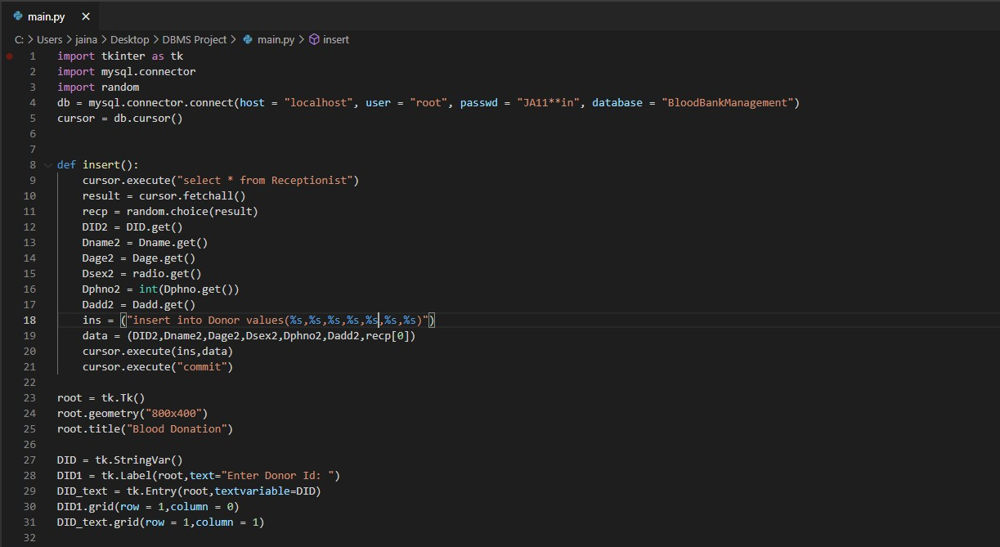 main.py ×
C: > Users > jaina > Desktop > DBMS Project > main.py > insert
1 import tkinter as tk
2 import mysql.connector
3 import random
4 db = mysql.connector.connect(host = "localhost", user = "root", passwd = "JA11**in", database = "BloodBankManagement")
5 cursor = db.cursor()
6
7
8 def insert():
9     cursor.execute("select * from Receptionist")
10     result = cursor.fetchall()
11     recp = random.choice(result)
12     DID2 = DID.get()
13     Dname2 = Dname.get()
14     Dage2 = Dage.get()
15     Dsex2 = radio.get()
16     Dphno2 = int(Dphno.get())
17     Dadd2 = Dadd.get()
18     ins = ("insert into Donor values(%s,%s,%s,%s,%s,%s,%s)")
19     data = (DID2,Dname2,Dage2,Dsex2,Dphno2,Dadd2,recp[0])
20     cursor.execute(ins,data)
21     cursor.execute("commit")
22
23 root = tk.Tk()
24 root.geometry("800x400")
25 root.title("Blood Donation")
26
27 DID = tk.StringVar()
28 DID1 = tk.Label(root,text="Enter Donor Id: ")
29 DID_text = tk.Entry(root,textvariable=DID)
30 DID1.grid(row = 1,column = 0)
31 DID_text.grid(row = 1,column = 1)
32